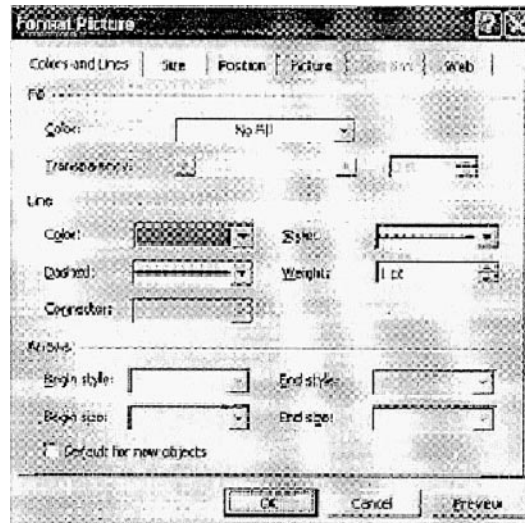 Format Picture
Colors and Lines Size Position Picture Web
Fill
Color: No Fill
Transparency:
Line
Color: Style:
Dashed: Weight: 1 pt
Connector:
Arrows
Begin style: End style:
Begin size: End size:
Default for new objects
OK Cancel Preview